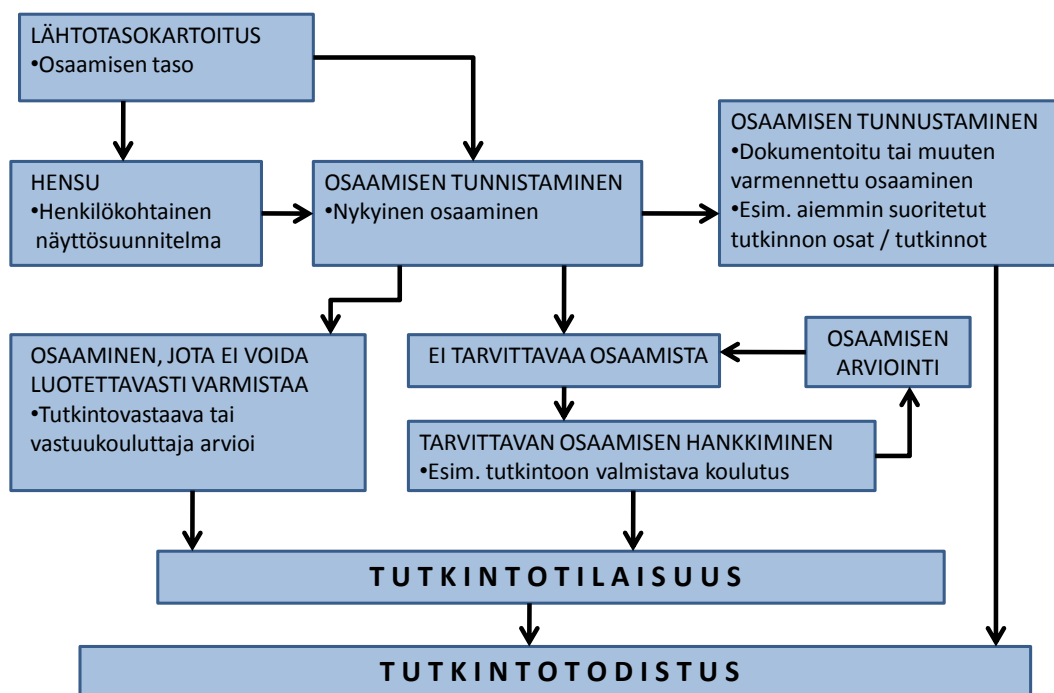 LÄHTOTASOKARTOITUS
•Osaamisen taso
OSAAMISEN TUNNUSTAMINEN
•Dokumentoitu tai muuten
varmennettu osaaminen
•Esim. aiemmin suoritetut
tutkinnon osat / tutkinnot
HENSU
•Henkilökohtainen
näyttösuunnitelma
OSAAMISEN TUNNISTAMINEN
•Nykyinen osaaminen
OSAAMINEN, JOTA EI VOIDA
LUOTETTAVASTI VARMISTAA
•Tutkintovastaava tai
vastuukouluttaja arvioi
EI TARVITTAVAA OSAAMISTA
OSAAMISEN
ARVIOINTI
TARVITTAVAN OSAAMISEN HANKKIMINEN
•Esim. tutkintoon valmistava koulutus
TUTKINTOTILAISUUS
TUTKINTOTODISTUS